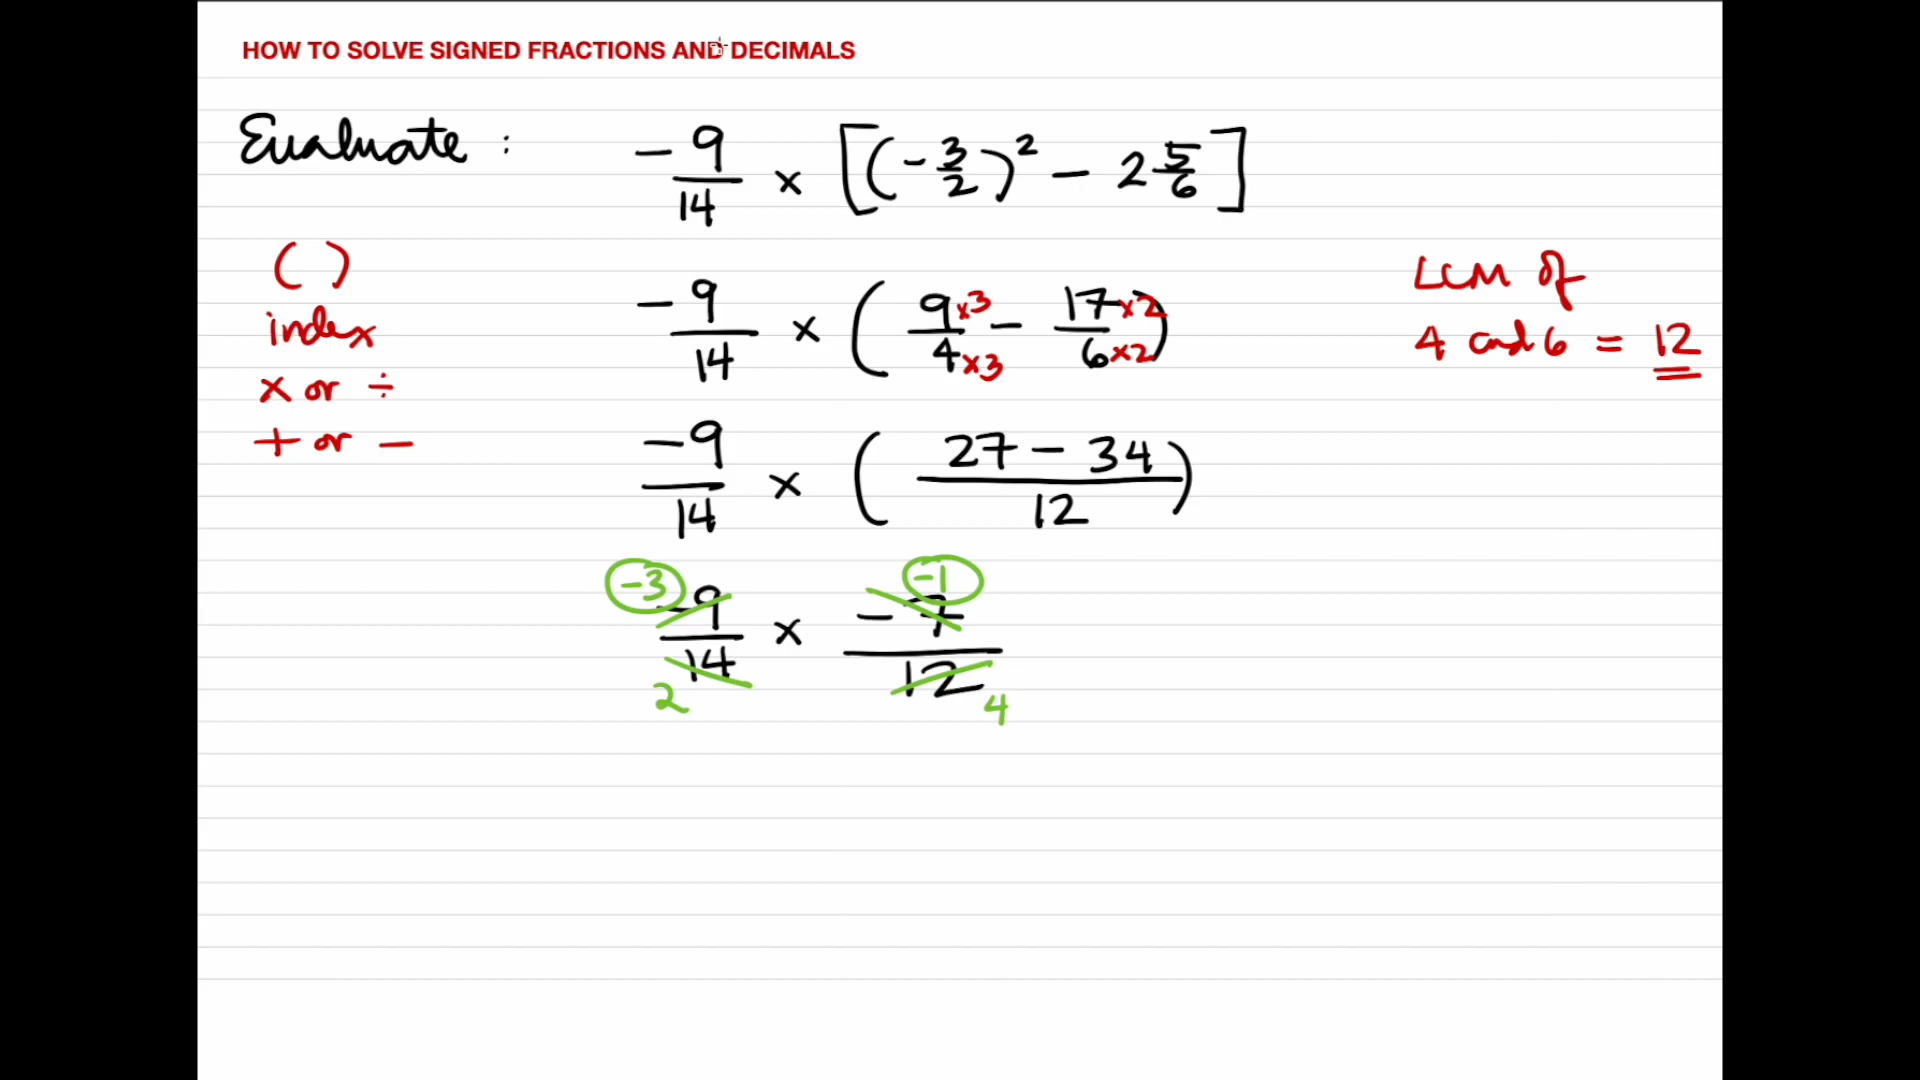 HOW TO SOLVE SIGNED FRACTIONS AND DECIMALS
Evaluate : -9/14 × [(-3/2)² - 2 5/6]
( )
index
× or ÷
+ or −
-9/14 × (9×3/4×3 - 17×2/6×2)
LCM of
4 and 6 = 12
-9/14 × (27 - 34/12)
-3 -1
-9/14 × -7/12
2 4